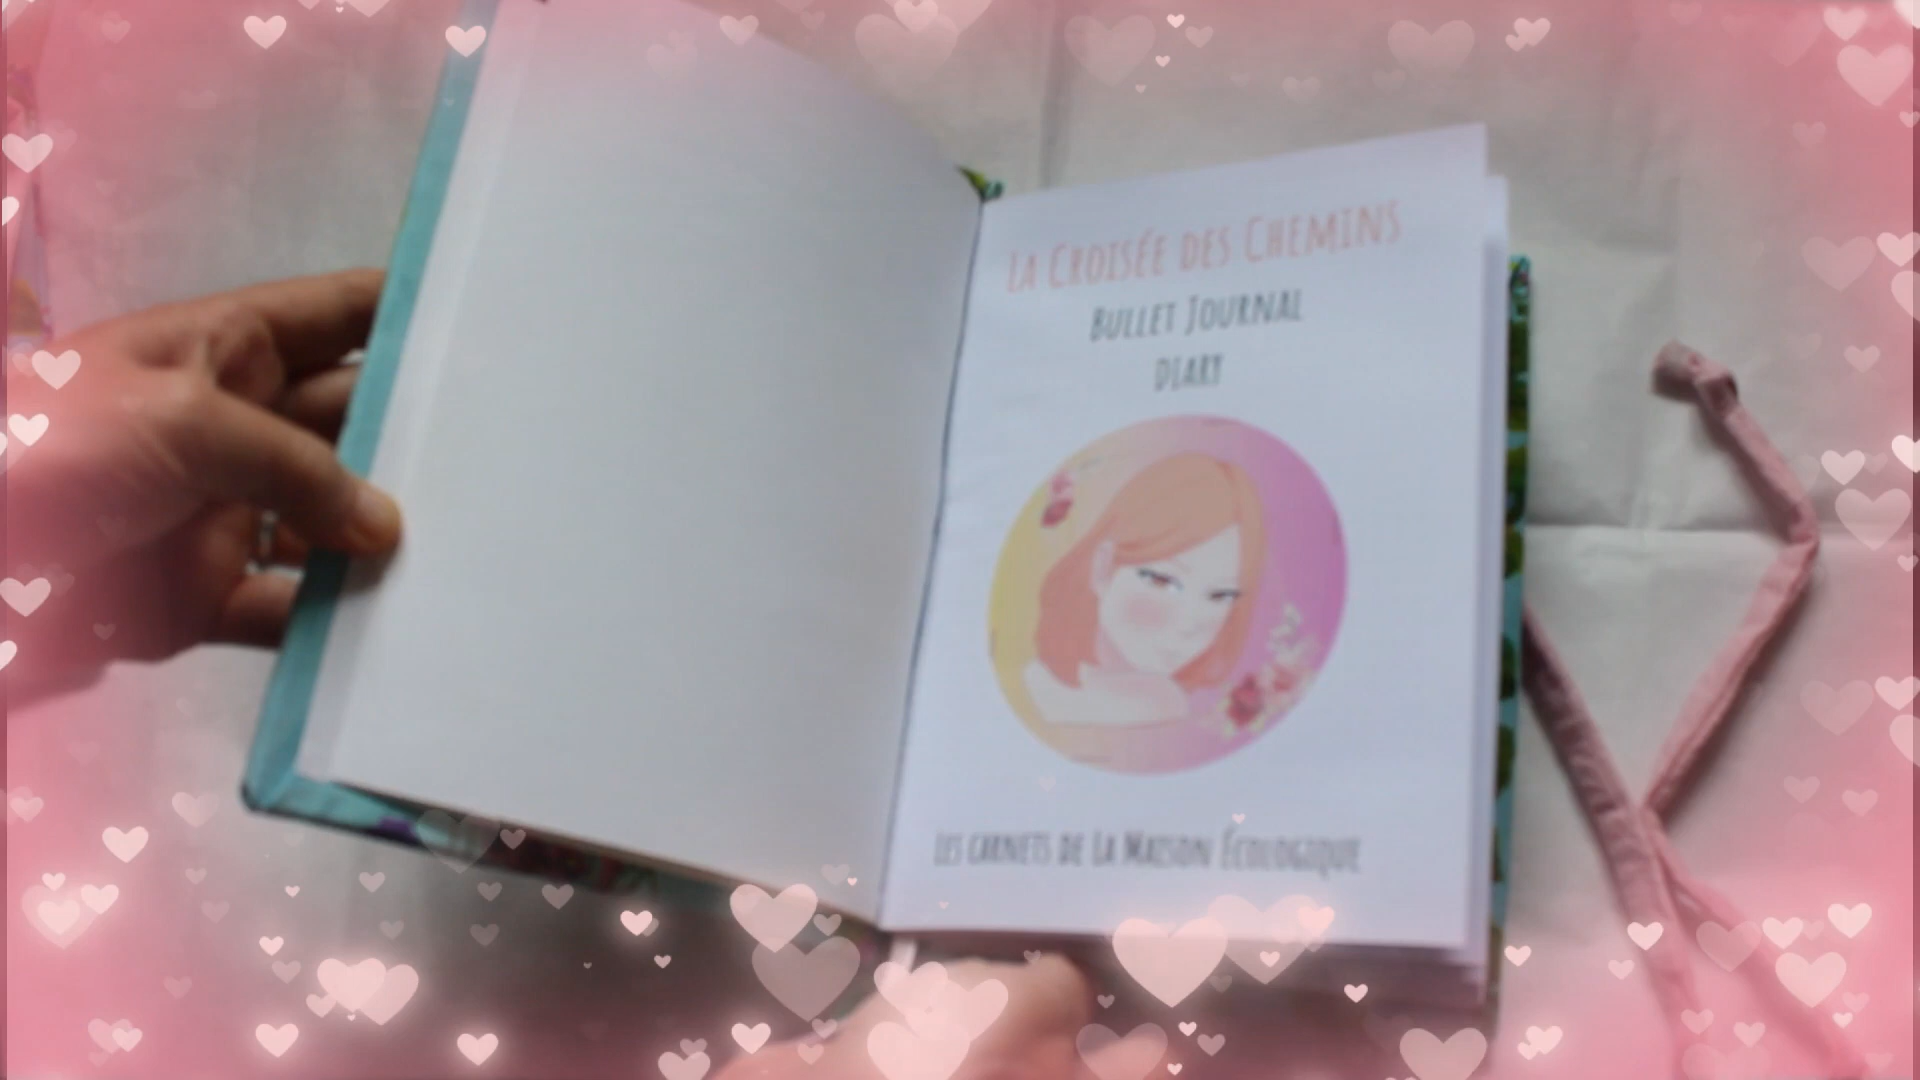 La Croisée des Chemins
Bullet Journal
diary
Les carnets de La Maison Écologique